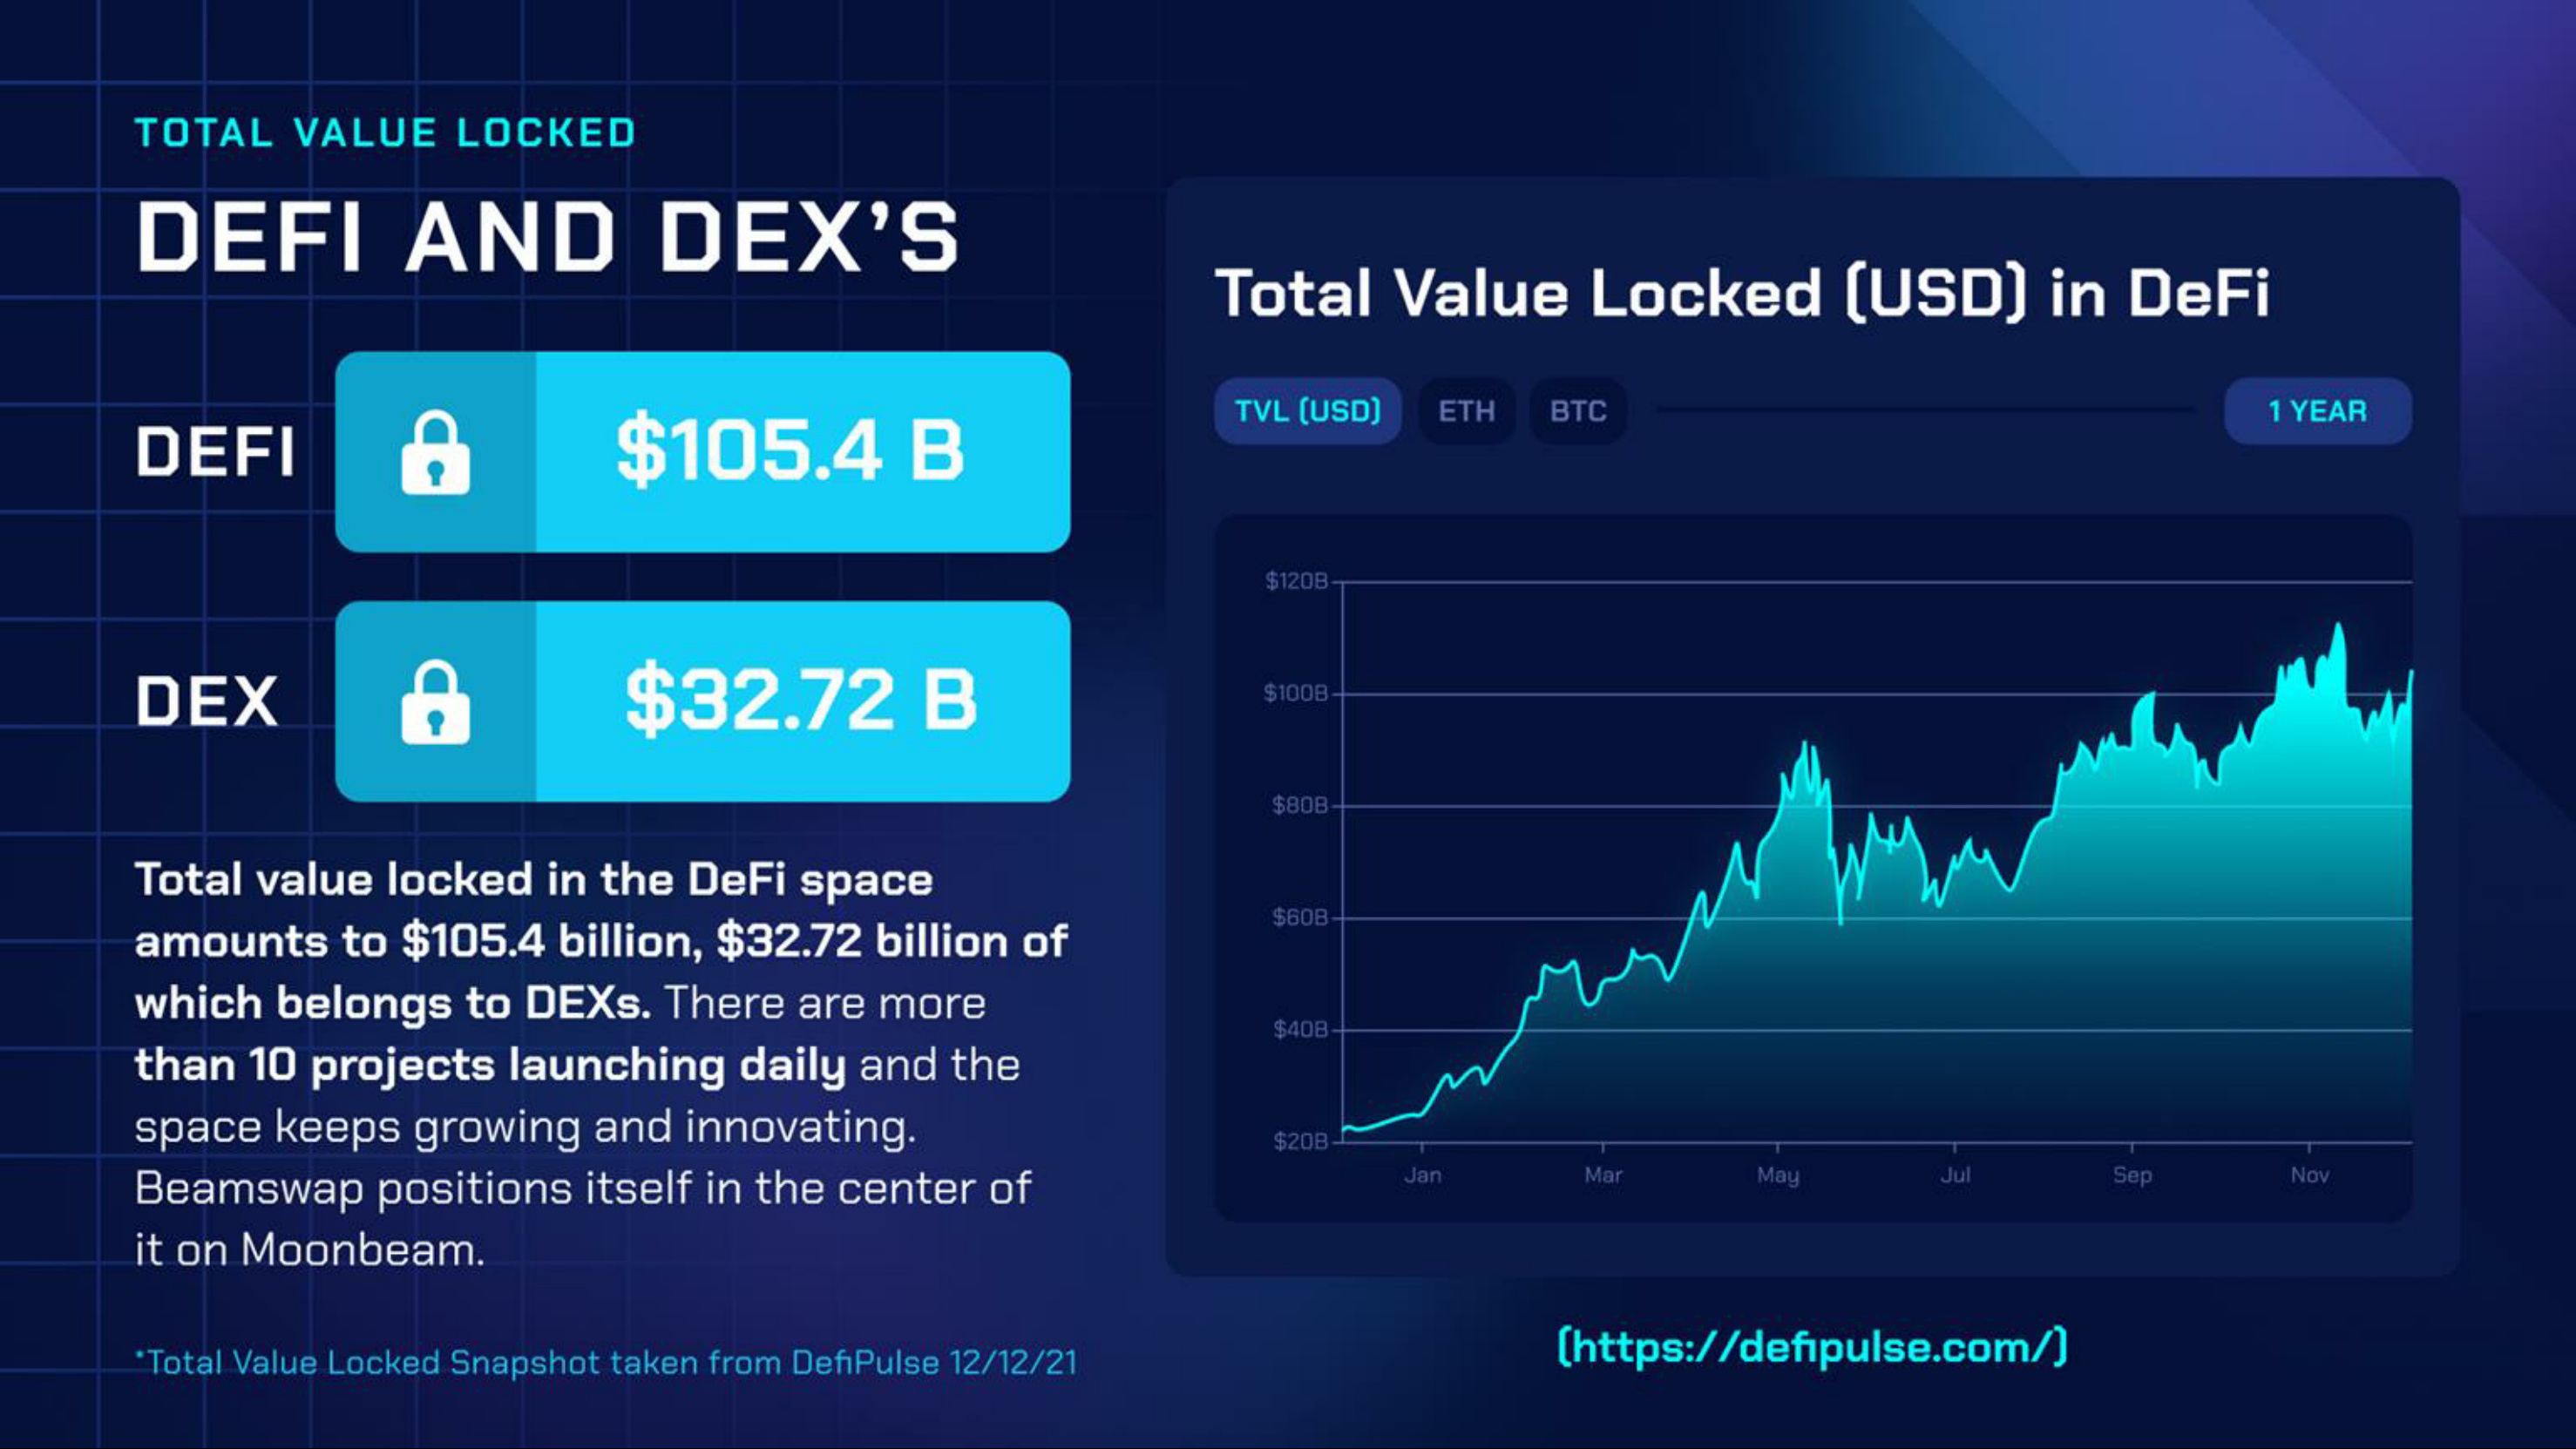 TOTAL VALUE LOCKED
DEFI AND DEX’S
DEFI
$105.4 B
DEX
$32.72 B
Total value locked in the DeFi space
amounts to $105.4 billion, $32.72 billion of
which belongs to DEXs. There are more
than 10 projects launching daily and the
space keeps growing and innovating.
Beamswap positions itself in the center of
it on Moonbeam.
*Total Value Locked Snapshot taken from DefiPulse 12/12/21
Total Value Locked (USD) in DeFi
TVL (USD) ETH BTC 1 YEAR
$120B
$100B
$80B
$60B
$40B
$20B
Jan Mar May Jul Sep Nov
(https://defipulse.com/)